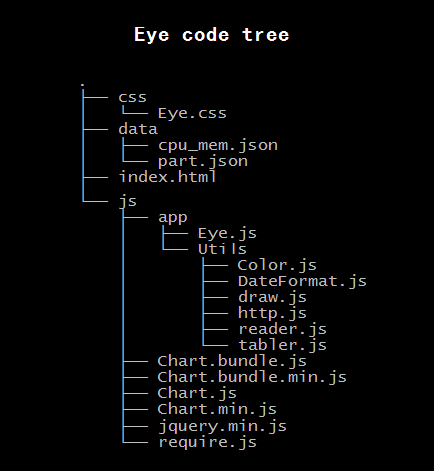 Eye code tree
.
├── css
│   └── Eye.css
├── data
│   ├── cpu_mem.json
│   └── part.json
├── index.html
└── js
    ├── app
    │   ├── Eye.js
    │   └── Utils
    │       ├── Color.js
    │       ├── DateFormat.js
    │       ├── draw.js
    │       ├── http.js
    │       ├── reader.js
    │       └── tabler.js
    ├── Chart.bundle.js
    ├── Chart.bundle.min.js
    ├── Chart.js
    ├── Chart.min.js
    ├── jquery.min.js
    └── require.js